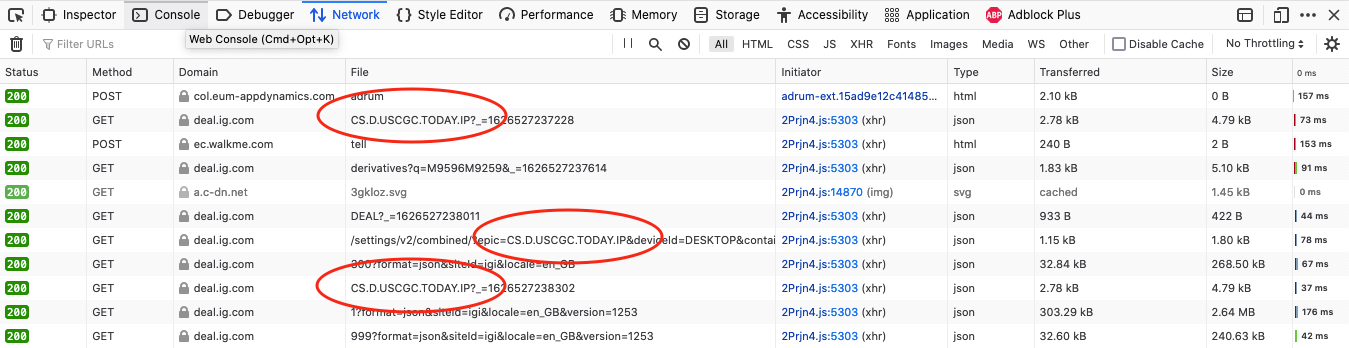 Inspector Console Debugger Network Style Editor Performance Memory Storage Accessibility Application ABP Adblock Plus
Filter URLs Web Console (Cmd+Opt+K) All HTML CSS JS XHR Fonts Images Media WS Other Disable Cache No Throttling
Status Method Domain File Initiator Type Transferred Size 0 ms
200 POST col.eum-appdynamics.com adrum adrum-ext.15ad9e12c41485... html 2.10 kB 0 B 157 ms
200 GET deal.ig.com CS.D.USCGC.TODAY.IP?_=1626527237228 2Prjn4.js:5303 (xhr) json 2.78 kB 4.79 kB 73 ms
200 POST ec.walkme.com tell 2Prjn4.js:5303 (xhr) html 240 B 2 B 153 ms
200 GET deal.ig.com derivatives?q=M9596M9259&_=1626527237614 2Prjn4.js:5303 (xhr) json 1.83 kB 5.10 kB 91 ms
200 GET a.c-dn.net 3gkloz.svg 2Prjn4.js:14870 (img) svg cached 1.45 kB 0 ms
200 GET deal.ig.com DEAL?_=1626527238011 2Prjn4.js:5303 (xhr) json 933 B 422 B 44 ms
200 GET deal.ig.com /settings/v2/combined/?epic=CS.D.USCGC.TODAY.IP&deviceId=DESKTOP&contai 2Prjn4.js:5303 (xhr) json 1.15 kB 1.80 kB 78 ms
200 GET deal.ig.com 300?format=json&siteId=igi&locale=en_GB 2Prjn4.js:5303 (xhr) json 32.84 kB 268.50 kB 67 ms
200 GET deal.ig.com CS.D.USCGC.TODAY.IP?_=1626527238302 2Prjn4.js:5303 (xhr) json 2.78 kB 4.79 kB 37 ms
200 GET deal.ig.com 1?format=json&siteId=igi&locale=en_GB&version=1253 2Prjn4.js:5303 (xhr) json 303.29 kB 2.64 MB 176 ms
200 GET deal.ig.com 999?format=json&siteId=igi&locale=en_GB&version=1253 2Prjn4.js:5303 (xhr) json 32.60 kB 240.63 kB 42 ms